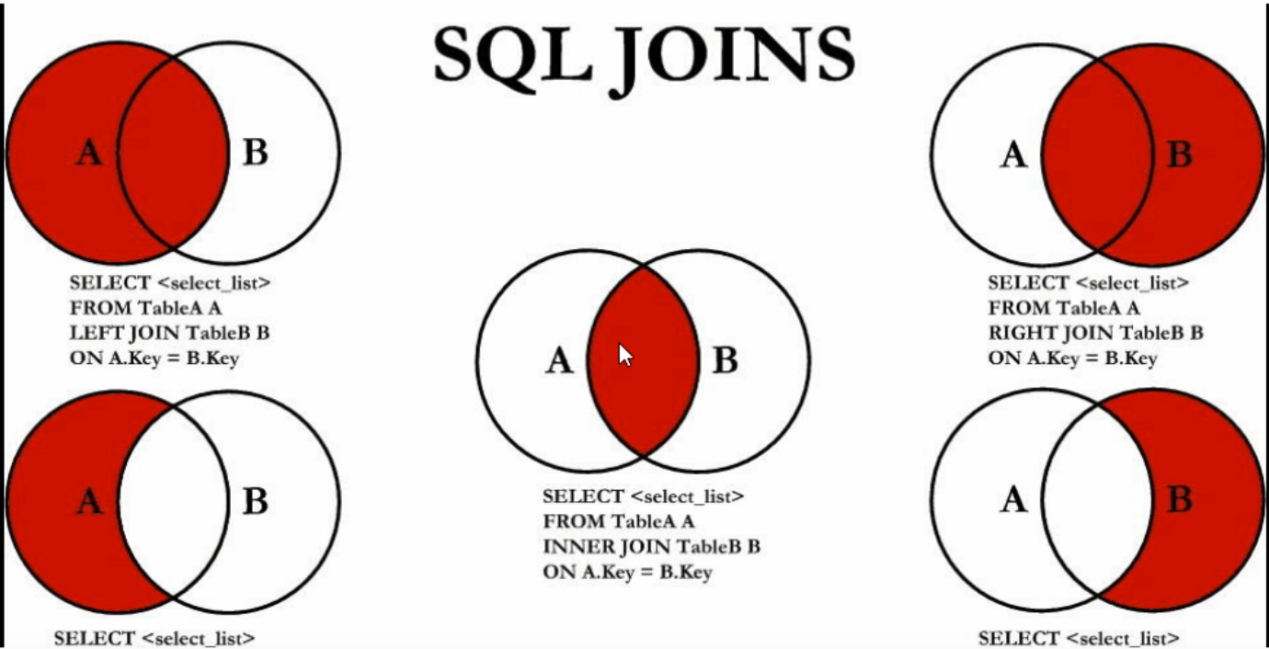 SQL JOINS
A B
SELECT <select_list>
FROM TableA A
LEFT JOIN TableB B
ON A.Key = B.Key
A B
SELECT <select_list>
FROM TableA A
RIGHT JOIN TableB B
ON A.Key = B.Key
A B
SELECT <select_list>
FROM TableA A
INNER JOIN TableB B
ON A.Key = B.Key
A B
SELECT <select_list>
A B
SELECT <select_list>